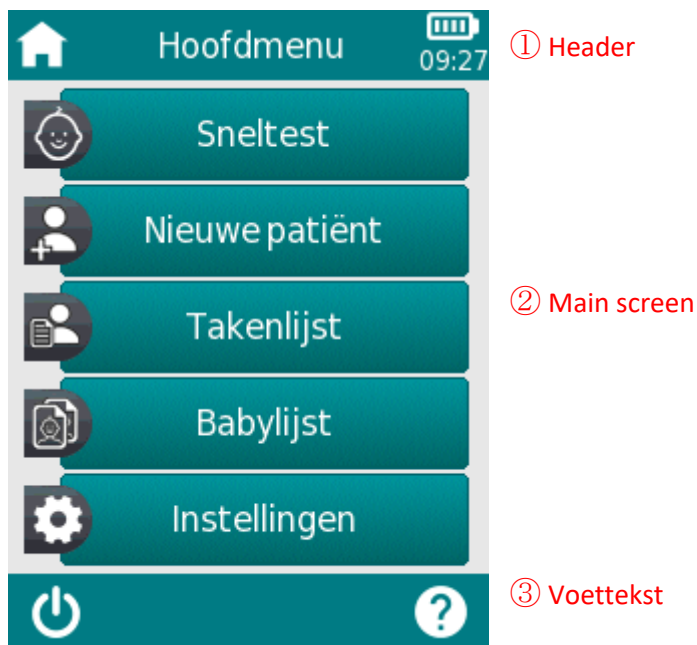 Hoofdmenu
09:27
① Header
Sneltest
Nieuwe patiënt
② Main screen
Takenlijst
Babylijst
Instellingen
?
③ Voettekst